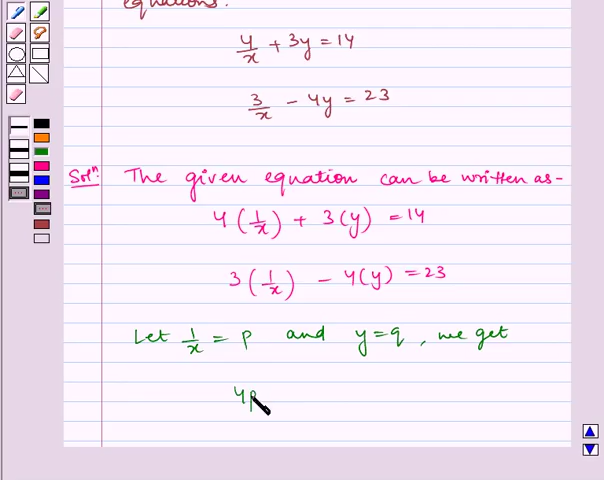 equations.
4/x + 3y = 14
3/x - 4y = 23
Solⁿ: The given equation can be written as-
4(1/x) + 3(y) = 14
3(1/x) - 4(y) = 23
Let 1/x = p and y = q, we get
4p